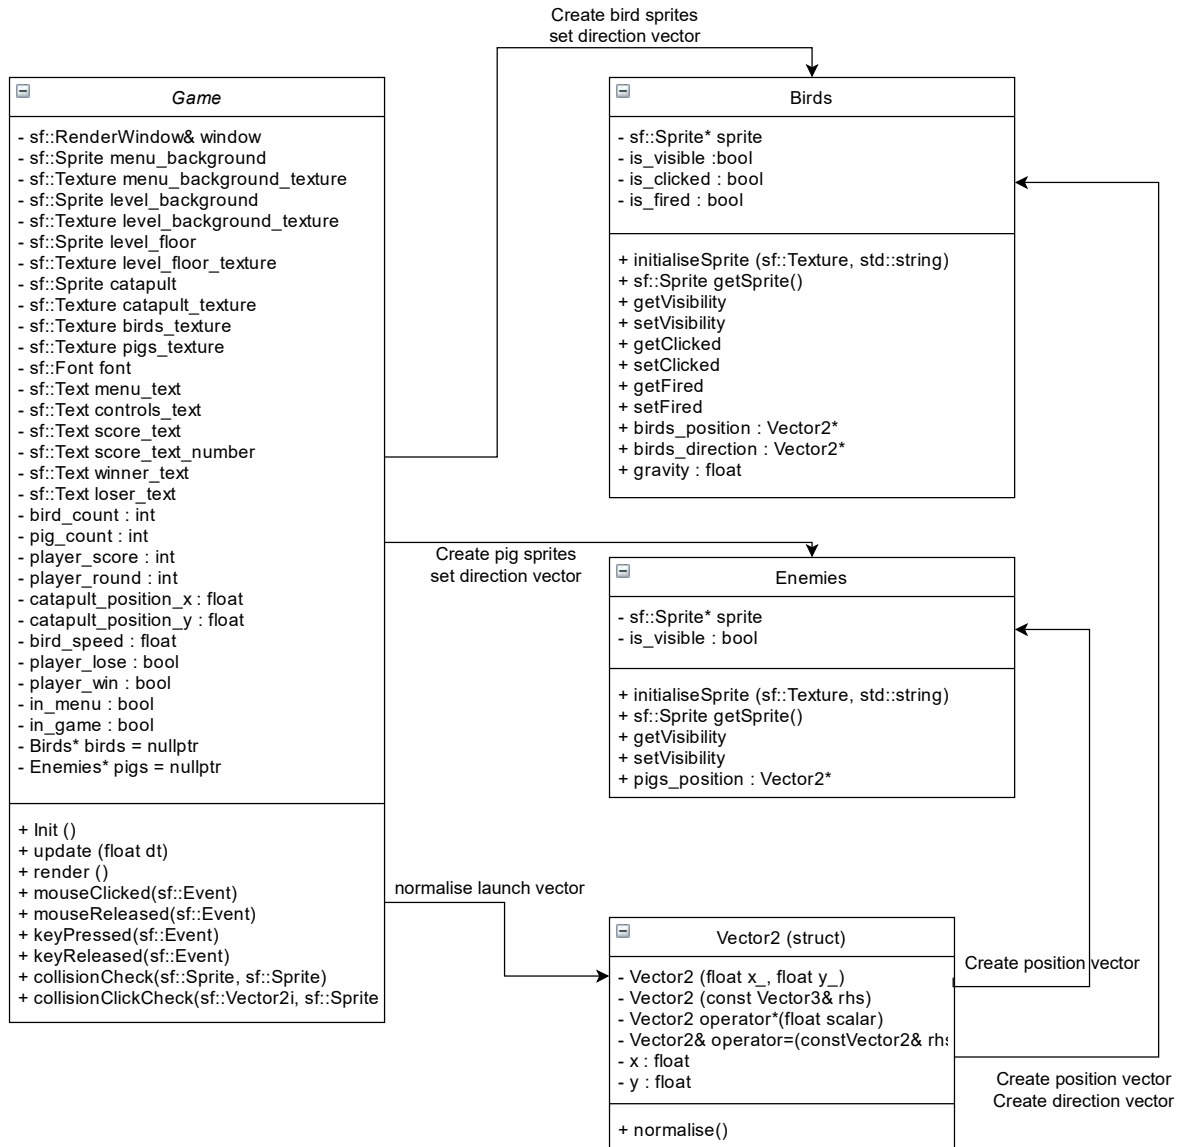 Create bird sprites
set direction vector
Game
- sf::RenderWindow& window
- sf::Sprite menu_background
- sf::Texture menu_background_texture
- sf::Sprite level_background
- sf::Texture level_background_texture
- sf::Sprite level_floor
- sf::Texture level_floor_texture
- sf::Sprite catapult
- sf::Texture catapult_texture
- sf::Texture birds_texture
- sf::Texture pigs_texture
- sf::Font font
- sf::Text menu_text
- sf::Text controls_text
- sf::Text score_text
- sf::Text score_text_number
- sf::Text winner_text
- sf::Text loser_text
- bird_count : int
- pig_count : int
- player_score : int
- player_round : int
- catapult_position_x : float
- catapult_position_y : float
- bird_speed : float
- player_lose : bool
- player_win : bool
- in_menu : bool
- in_game : bool
- Birds* birds = nullptr
- Enemies* pigs = nullptr
+ Init ()
+ update (float dt)
+ render ()
+ mouseClicked(sf::Event)
+ mouseReleased(sf::Event)
+ keyPressed(sf::Event)
+ keyReleased(sf::Event)
+ collisionCheck(sf::Sprite, sf::Sprite)
+ collisionClickCheck(sf::Vector2i, sf::Sprite
Birds
- sf::Sprite* sprite
- is_visible :bool
- is_clicked : bool
- is_fired : bool
+ initialiseSprite (sf::Texture, std::string)
+ sf::Sprite getSprite()
+ getVisibility
+ setVisibility
+ getClicked
+ setClicked
+ getFired
+ setFired
+ birds_position : Vector2*
+ birds_direction : Vector2*
+ gravity : float
Create pig sprites
set direction vector
Enemies
- sf::Sprite* sprite
- is_visible : bool
+ initialiseSprite (sf::Texture, std::string)
+ sf::Sprite getSprite()
+ getVisibility
+ setVisibility
+ pigs_position : Vector2*
normalise launch vector
Vector2 (struct)
- Vector2 (float x_, float y_)
- Vector2 (const Vector3& rhs)
- Vector2 operator*(float scalar)
- Vector2& operator=(constVector2& rhs
- x : float
- y : float
+ normalise()
Create position vector
Create position vector
Create direction vector